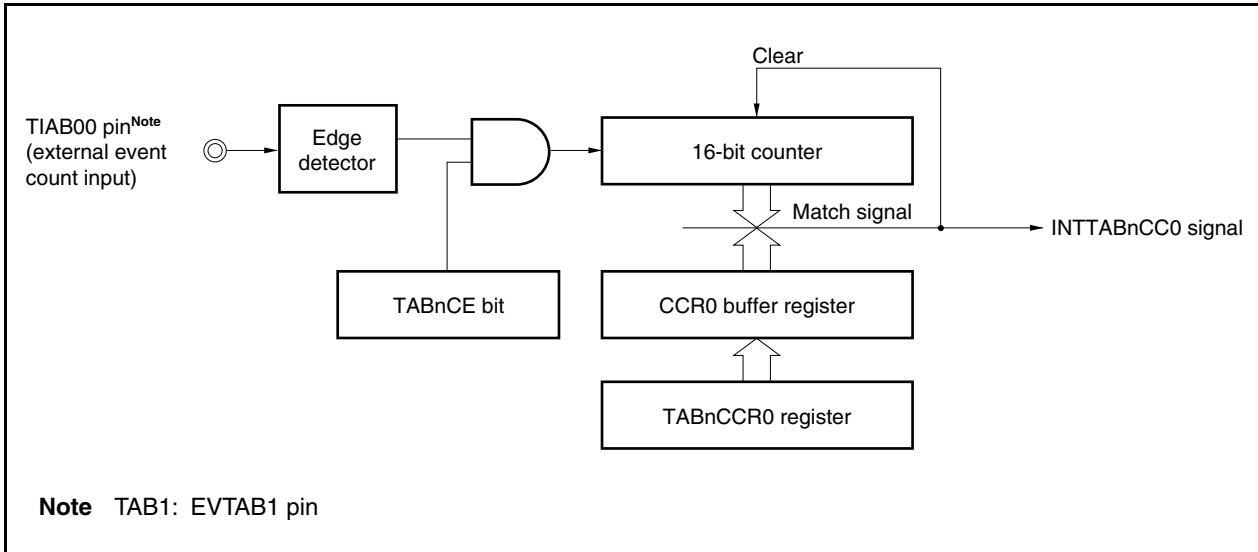 Clear
TIAB00 pinNote
(external event
count input)
Edge
detector
16-bit counter
Match signal
INTTABnCC0 signal
TABnCE bit
CCR0 buffer register
TABnCCR0 register
Note TAB1: EVTAB1 pin